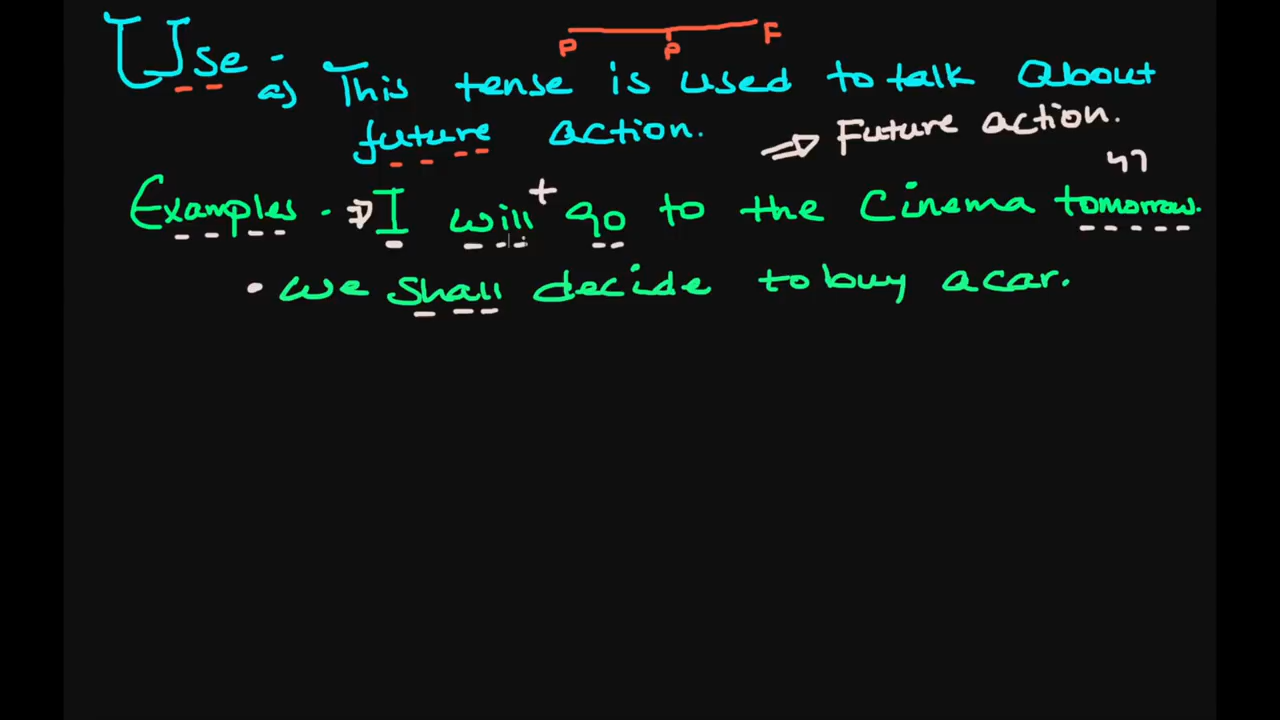 P P F
Use -
a) This tense is used to talk about
future action.
⇒ Future action.
Examples - ⇒ I will + go to the Cinema tomorrow.
• we shall decide to buy a car.